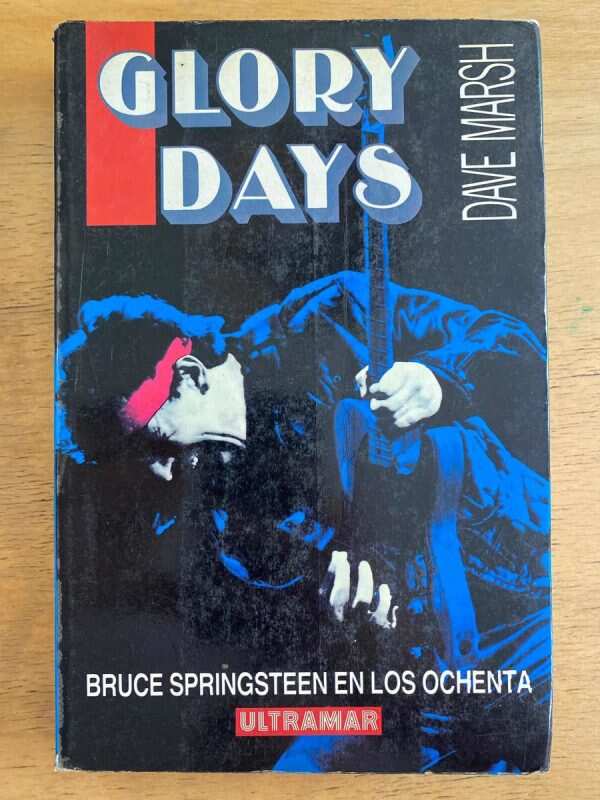 GLORY
DAYS
DAVE MARSH
BRUCE SPRINGSTEEN EN LOS OCHENTA
ULTRAMAR